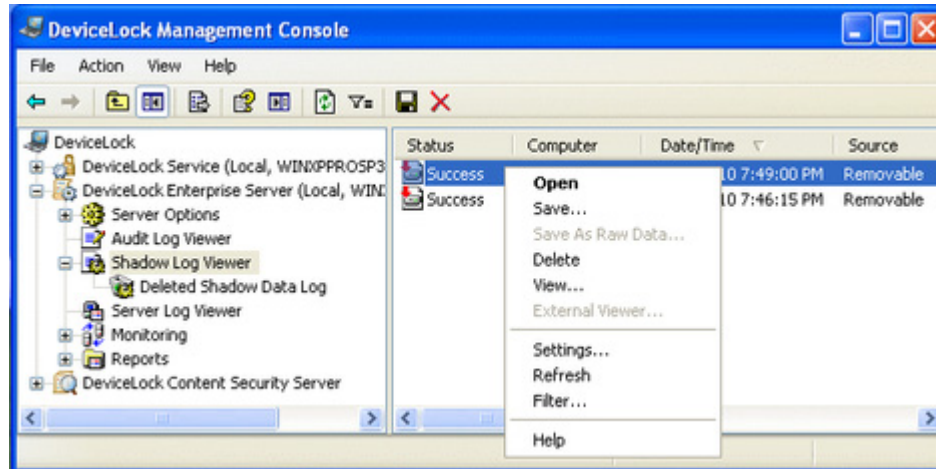 DeviceLock Management Console
File Action View Help
DeviceLock
DeviceLock Service (Local, WINXPPROSP3
DeviceLock Enterprise Server (Local, WIN
Server Options
Audit Log Viewer
Shadow Log Viewer
Deleted Shadow Data Log
Server Log Viewer
Monitoring
Reports
DeviceLock Content Security Server
Status Computer Date/Time Source
Success 10 7:49:00 PM Removable
Success 10 7:46:15 PM Removable
Open
Save...
Save As Raw Data...
Delete
View...
External Viewer...
Settings...
Refresh
Filter...
Help